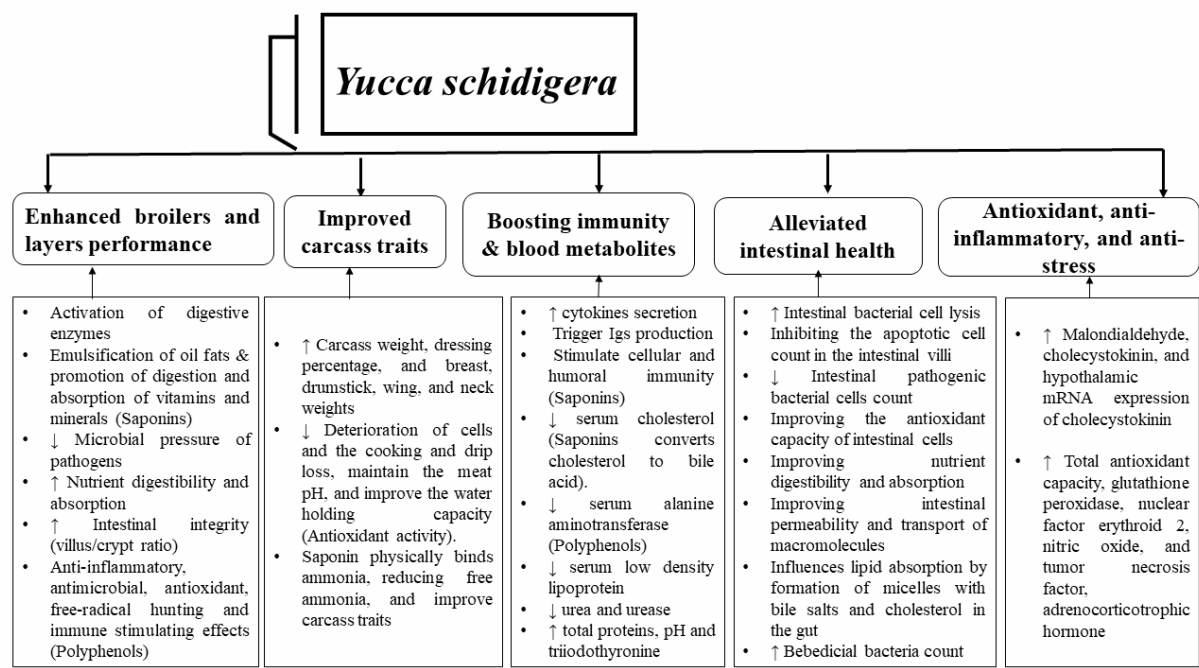 Yucca schidigera
Enhanced broilers and
layers performance
Improved
carcass traits
Boosting immunity
& blood metabolites
Alleviated
intestinal health
Antioxidant, anti-
inflammatory, and anti-
stress
• Activation of digestive
enzymes
• Emulsification of oil fats &
promotion of digestion and
absorption of vitamins and
minerals (Saponins)
• ↓ Microbial pressure of
pathogens
• ↑ Nutrient digestibility and
absorption
• ↑ Intestinal integrity
(villus/crypt ratio)
• Anti-inflammatory,
antimicrobial, antioxidant,
free-radical hunting and
immune stimulating effects
(Polyphenols)
• ↑ Carcass weight, dressing
percentage, and breast,
drumstick, wing, and neck
weights
• ↓ Deterioration of cells
and the cooking and drip
loss, maintain the meat
pH, and improve the water
holding capacity
(Antioxidant activity).
• Saponin physically binds
ammonia, reducing free
ammonia, and improve
carcass traits
• ↑ cytokines secretion
• Trigger Igs production
• Stimulate cellular and
humoral immunity
(Saponins)
• ↓ serum cholesterol
(Saponins converts
cholesterol to bile
acid).
• ↓ serum alanine
aminotransferase
(Polyphenols)
• ↓ serum low density
lipoprotein
• ↓ urea and urease
• ↑ total proteins, pH and
triiodothyronine
• ↑ Intestinal bacterial cell lysis
• Inhibiting the apoptotic cell
count in the intestinal villi
• ↓ Intestinal pathogenic
bacterial cells count
• Improving the antioxidant
capacity of intestinal cells
• Improving nutrient
digestibility and absorption
• Improving intestinal
permeability and transport of
macromolecules
• Influences lipid absorption by
formation of micelles with
bile salts and cholesterol in
the gut
• ↑ Bebedicial bacteria count
• ↑ Malondialdehyde,
cholecystokinin, and
hypothalamic
mRNA expression
of cholecystokinin
• ↑ Total antioxidant
capacity, glutathione
peroxidase, nuclear
factor erythroid 2,
nitric oxide, and
tumor necrosis
factor,
adrenocorticotrophic
hormone